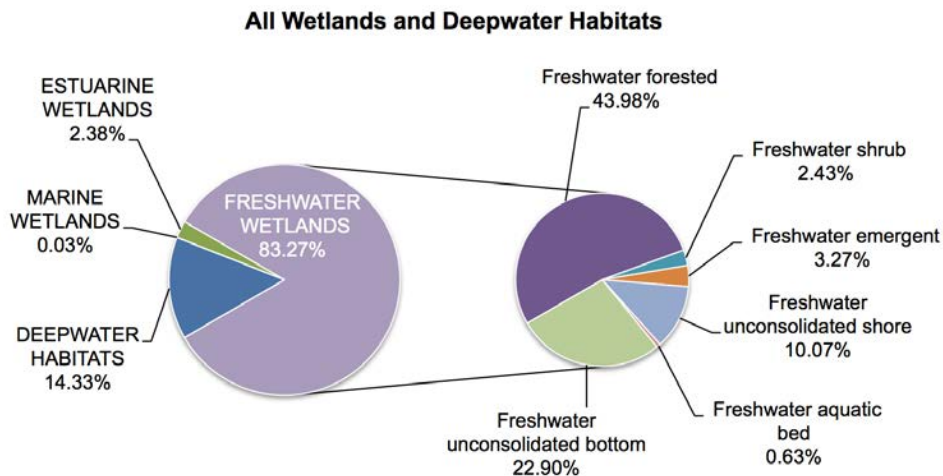 All Wetlands and Deepwater Habitats
ESTUARINE
WETLANDS
2.38%
MARINE
WETLANDS
0.03%
DEEPWATER
HABITATS
14.33%
FRESHWATER
WETLANDS
83.27%
Freshwater forested
43.98%
Freshwater shrub
2.43%
Freshwater emergent
3.27%
Freshwater
unconsolidated shore
10.07%
Freshwater aquatic
bed
0.63%
Freshwater
unconsolidated bottom
22.90%